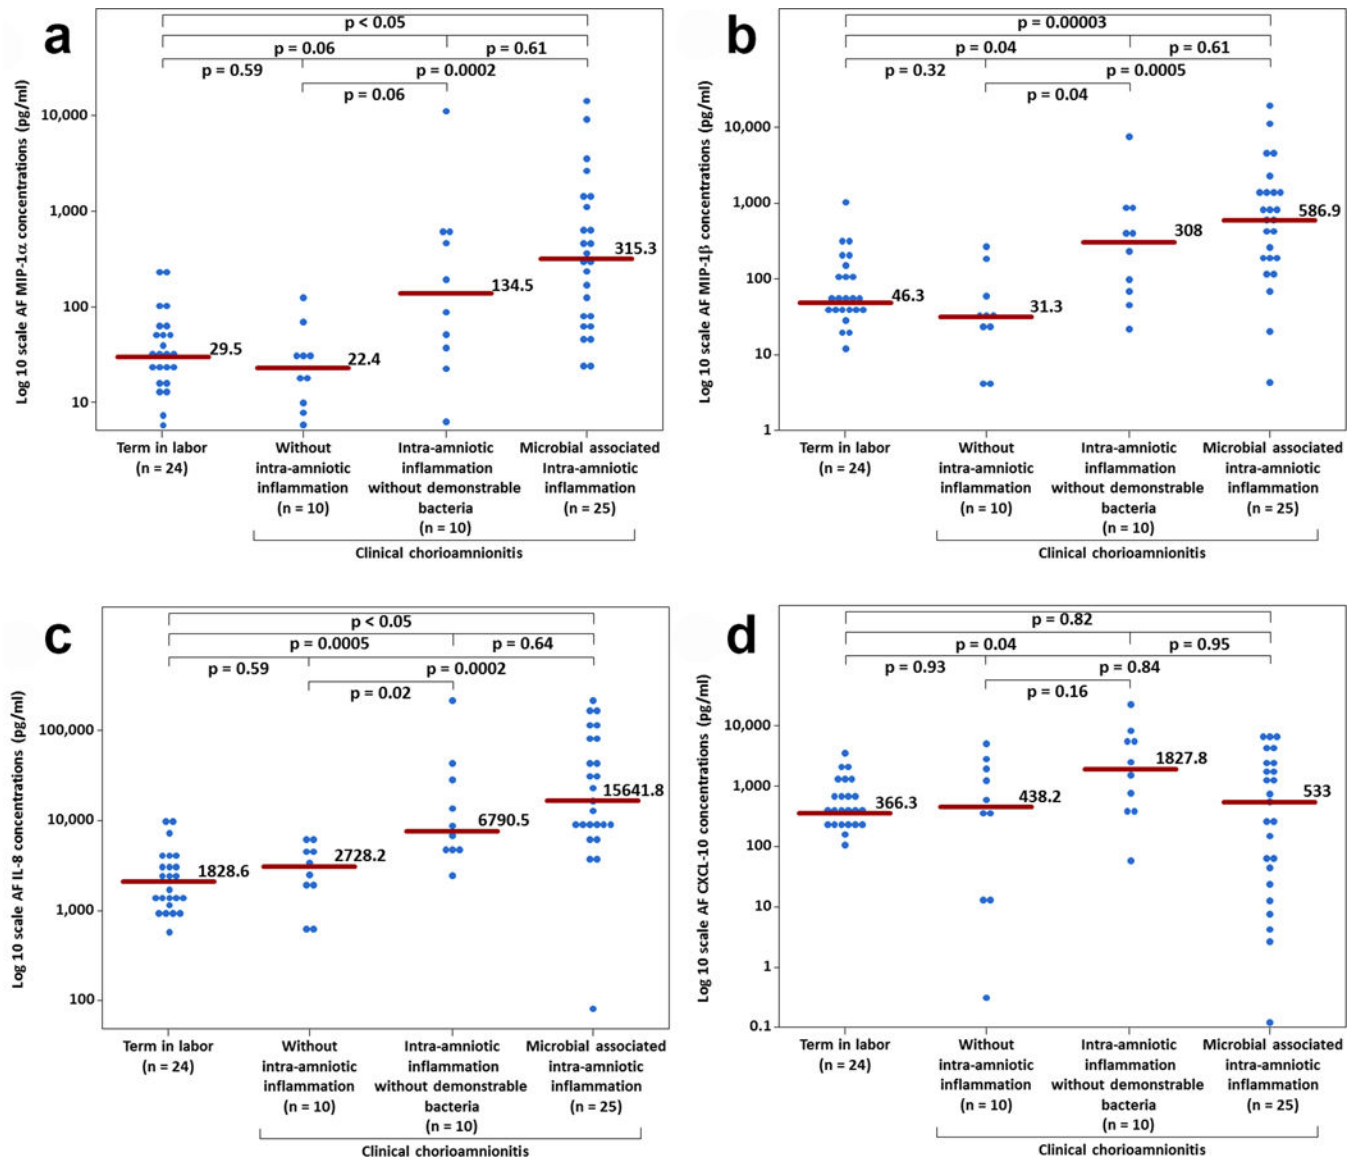 a
p < 0.05
p = 0.06
p = 0.61
p = 0.59
p = 0.0002
p = 0.06
Log 10 scale AF MIP-1α concentrations (pg/ml)
10,000
1,000
100
10
29.5
22.4
134.5
315.3
Term in labor
(n = 24)
Without
intra-amniotic
inflammation
(n = 10)
Intra-amniotic
inflammation
without demonstrable
bacteria
(n = 10)
Microbial associated
Intra-amniotic
inflammation
(n = 25)
Clinical chorioamnionitis
b
p = 0.00003
p = 0.04
p = 0.61
p = 0.32
p = 0.0005
p = 0.04
Log 10 scale AF MIP-1β concentrations (pg/ml)
10,000
1,000
100
10
1
46.3
31.3
308
586.9
Term in labor
(n = 24)
Without
intra-amniotic
inflammation
(n = 10)
Intra-amniotic
inflammation
without demonstrable
bacteria
(n = 10)
Microbial associated
intra-amniotic
inflammation
(n = 25)
Clinical chorioamnionitis
c
p < 0.05
p = 0.0005
p = 0.64
p = 0.59
p = 0.0002
p = 0.02
Log 10 scale AF IL-8 concentrations (pg/ml)
100,000
10,000
1,000
100
1828.6
2728.2
6790.5
15641.8
Term in labor
(n = 24)
Without
intra-amniotic
inflammation
(n = 10)
Intra-amniotic
inflammation
without demonstrable
bacteria
(n = 10)
Microbial associated
intra-amniotic
inflammation
(n = 25)
Clinical chorioamnionitis
d
p = 0.82
p = 0.04
p = 0.95
p = 0.93
p = 0.84
p = 0.16
Log 10 scale AF CXCL-10 concentrations (pg/ml)
10,000
1,000
100
10
1
0.1
366.3
438.2
1827.8
533
Term in labor
(n = 24)
Without
intra-amniotic
inflammation
(n = 10)
Intra-amniotic
inflammation
without demonstrable
bacteria
(n = 10)
Microbial associated
intra-amniotic
inflammation
(n = 25)
Clinical chorioamnionitis